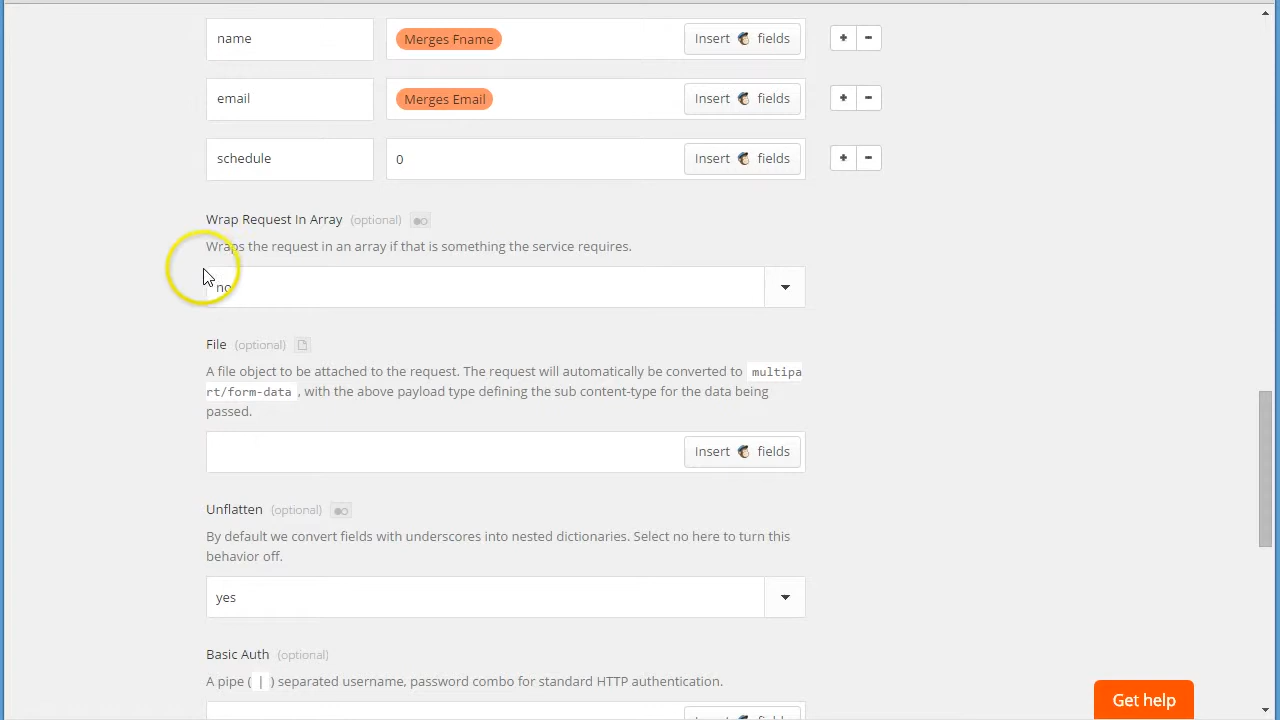 name Merges Fname Insert fields + -
email Merges Email Insert fields + -
schedule 0 Insert fields + -
Wrap Request In Array (optional)
Wraps the request in an array if that is something the service requires.
no
File (optional)
A file object to be attached to the request. The request will automatically be converted to multipa
rt/form-data , with the above payload type defining the sub content-type for the data being
passed.
Insert fields
Unflatten (optional)
By default we convert fields with underscores into nested dictionaries. Select no here to turn this
behavior off.
yes
Basic Auth (optional)
A pipe ( | ) separated username, password combo for standard HTTP authentication.
Get help